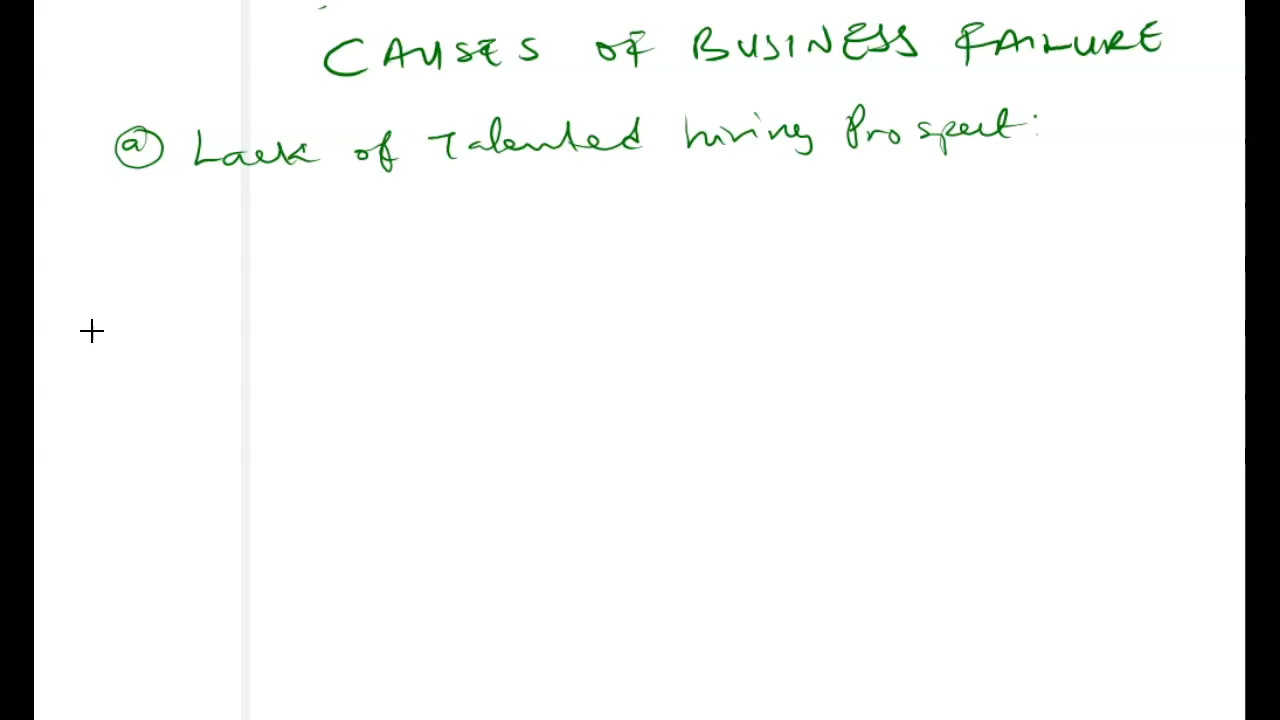 CAUSES OF BUSINESS FAILURE
ⓐ Lack of Talented hiring Prospect: